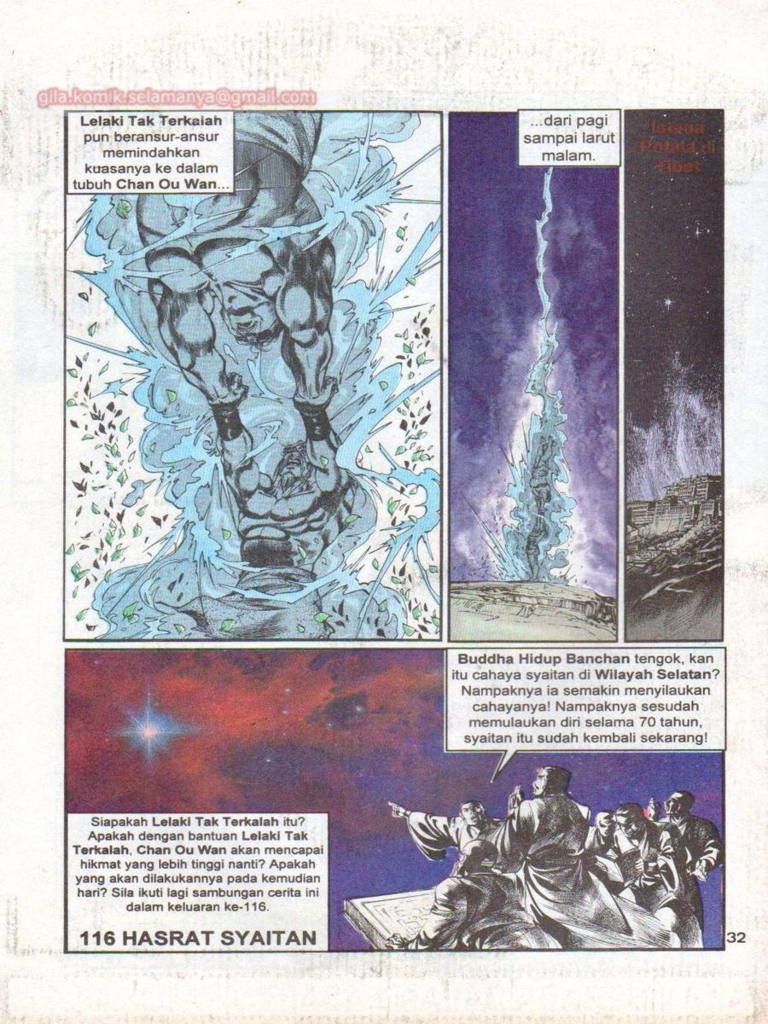 gila.komik.selamanya@gmail.com
Lelaki Tak Terkalah
pun beransur-ansur
memindahkan
kuasanya ke dalam
tubuh Chan Ou Wan...
...dari pagi
sampai larut
malam.
Istana
Potala di
Tibet
Buddha Hidup Banchan tengok, kan
itu cahaya syaitan di Wilayah Selatan?
Nampaknya ia semakin menyilaukan
cahayanya! Nampaknya sesudah
memulaukan diri selama 70 tahun,
syaitan itu sudah kembali sekarang!
Siapakah Lelaki Tak Terkalah itu?
Apakah dengan bantuan Lelaki Tak
Terkalah, Chan Ou Wan akan mencapai
hikmat yang lebih tinggi nanti? Apakah
yang akan dilakukannya pada kemudian
hari? Sila ikuti lagi sambungan cerita ini
dalam keluaran ke-116.
116 HASRAT SYAITAN
32